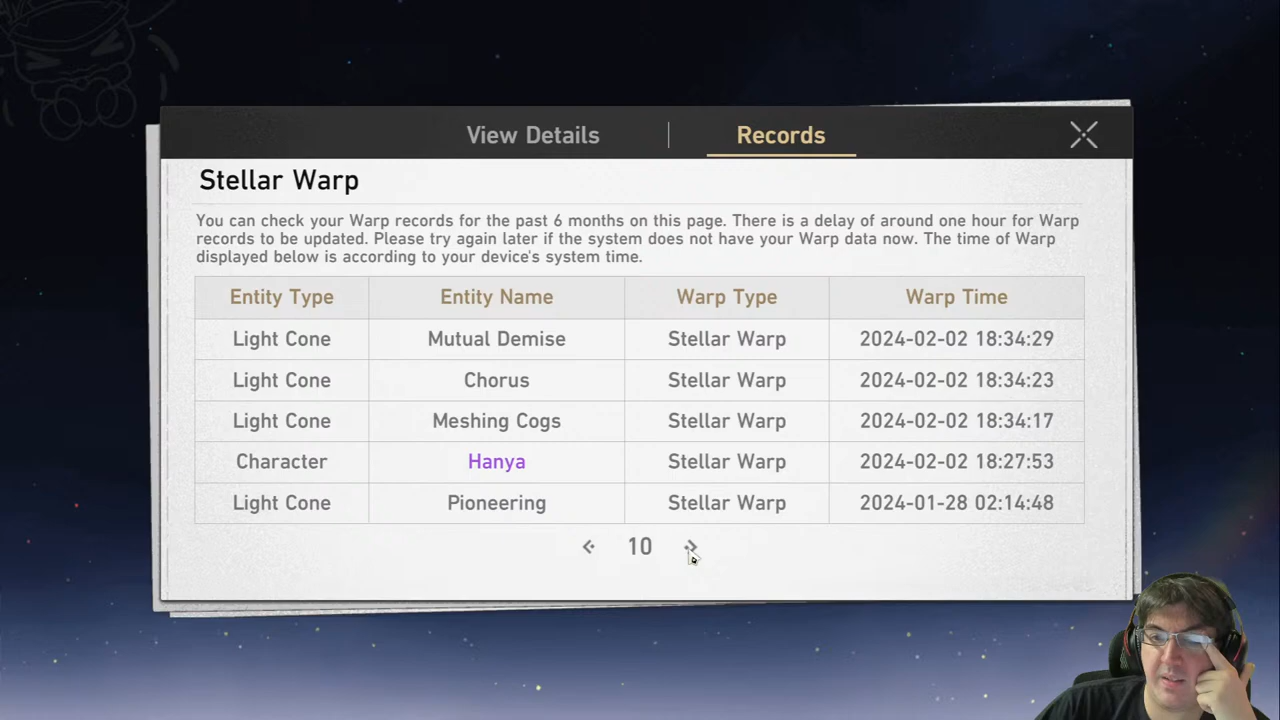 View Details Records
Stellar Warp
You can check your Warp records for the past 6 months on this page. There is a delay of around one hour for Warp
records to be updated. Please try again later if the system does not have your Warp data now. The time of Warp
displayed below is according to your device's system time.
Entity Type Entity Name Warp Type Warp Time
Light Cone Mutual Demise Stellar Warp 2024-02-02 18:34:29
Light Cone Chorus Stellar Warp 2024-02-02 18:34:23
Light Cone Meshing Cogs Stellar Warp 2024-02-02 18:34:17
Character Hanya Stellar Warp 2024-02-02 18:27:53
Light Cone Pioneering Stellar Warp 2024-01-28 02:14:48
10